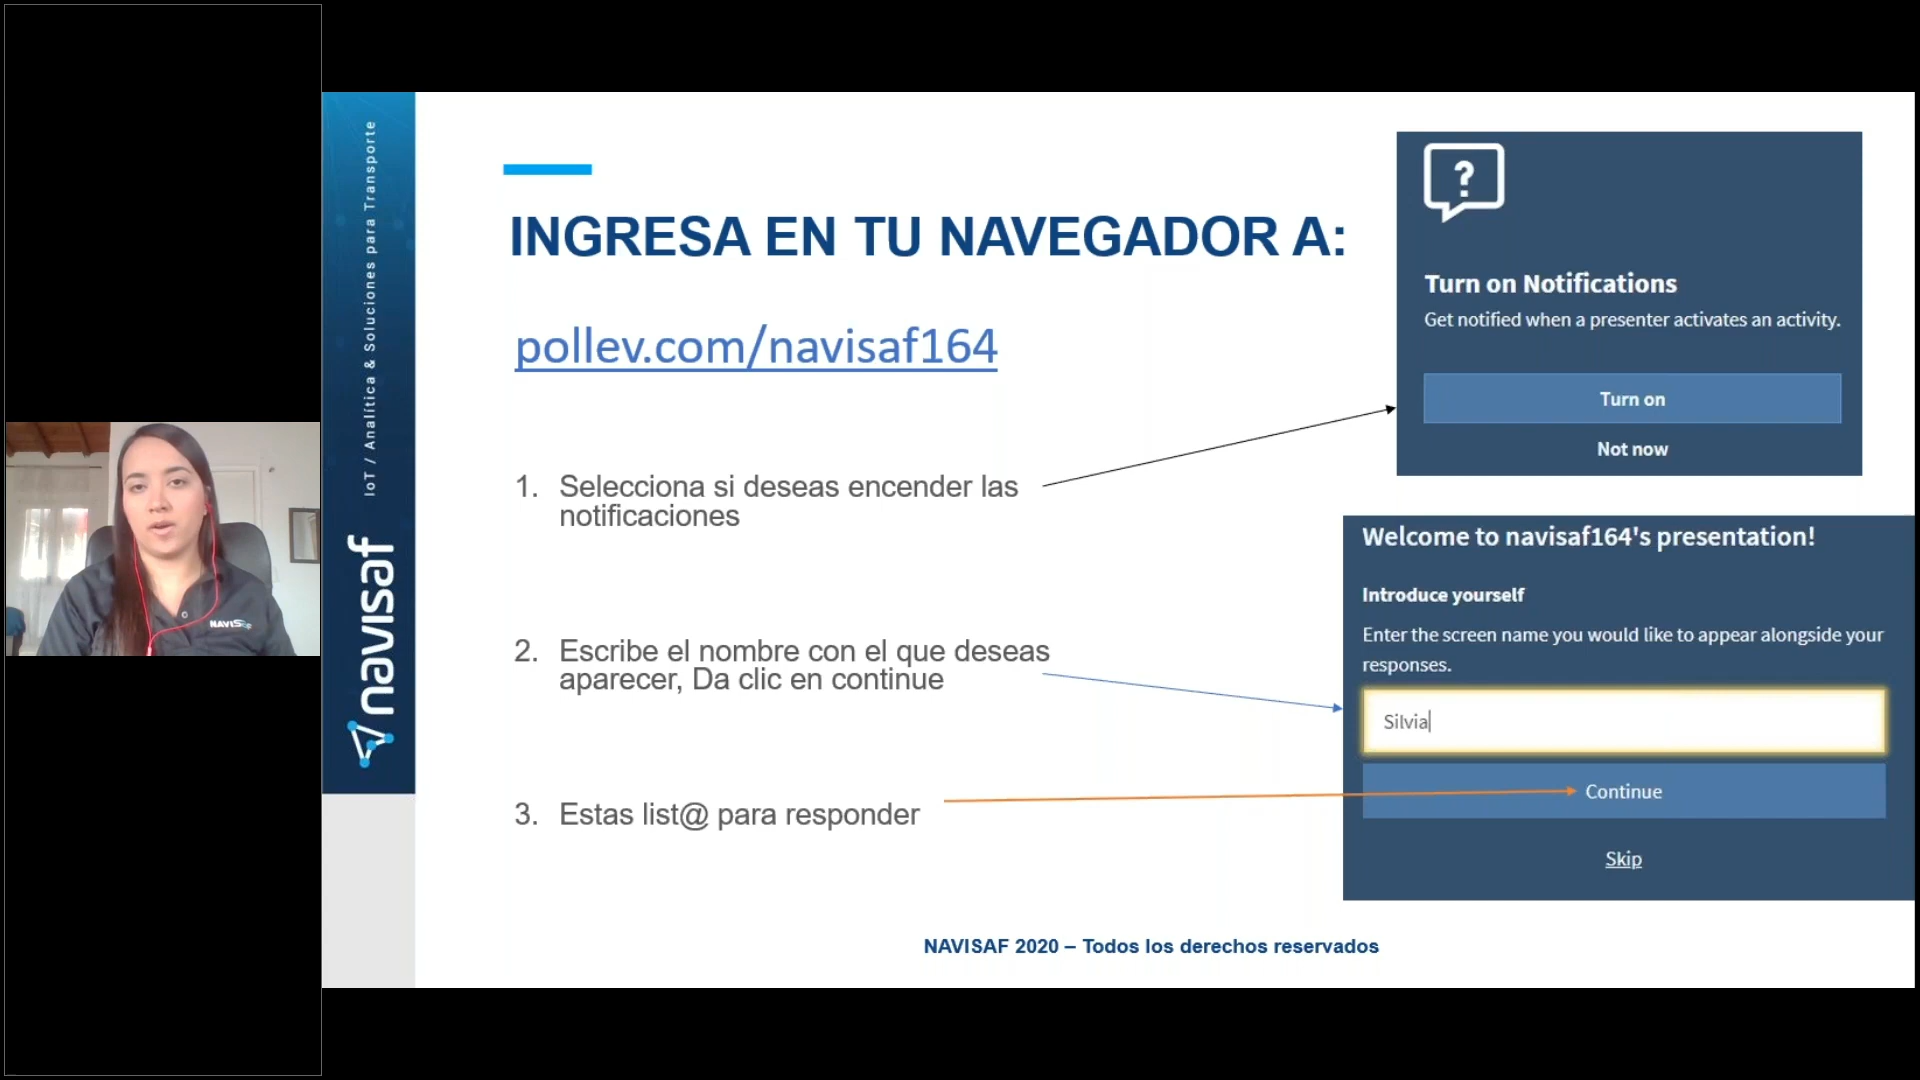 IoT / Analítica & Soluciones para Transporte
navisaf
INGRESA EN TU NAVEGADOR A:
pollev.com/navisaf164
1. Selecciona si deseas encender las
notificaciones
2. Escribe el nombre con el que deseas
aparecer, Da clic en continue
3. Estas list@ para responder
?
Turn on Notifications
Get notified when a presenter activates an activity.
Turn on
Not now
Welcome to navisaf164's presentation!
Introduce yourself
Enter the screen name you would like to appear alongside your
responses.
Silvia
Continue
Skip
NAVISAF 2020 – Todos los derechos reservados